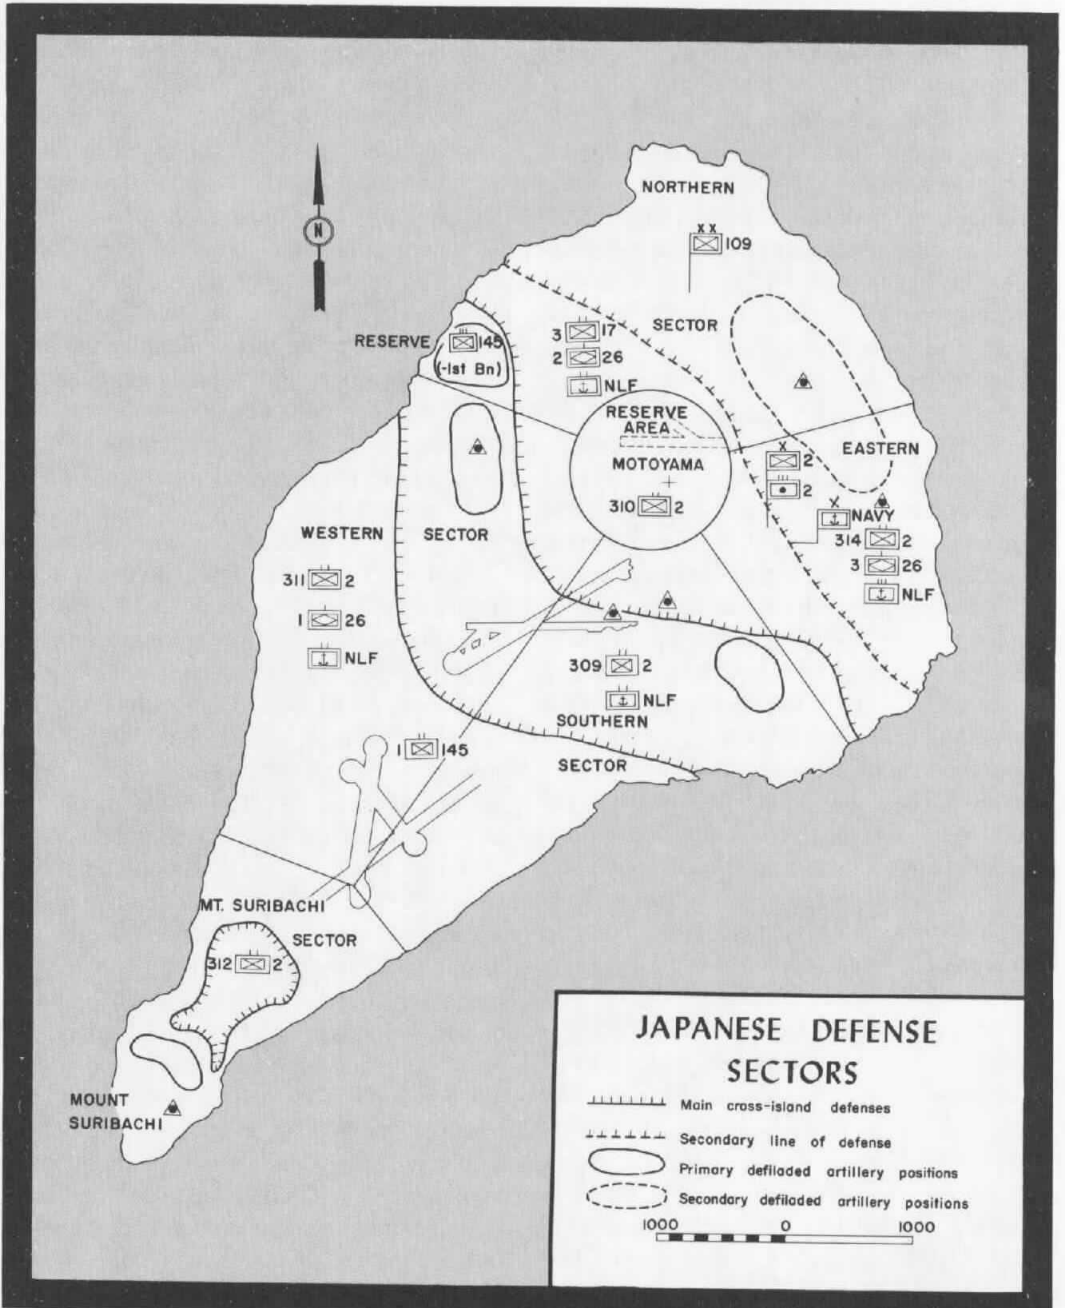 NORTHERN
XX
109
N
SECTOR
RESERVE
145
(-1st Bn)
3 17
2 26
NLF
RESERVE
AREA
MOTOYAMA
310 2
EASTERN
X
2
2
X
NAVY
314 2
3 26
NLF
WESTERN
SECTOR
311 2
1 26
NLF
309 2
NLF
SOUTHERN
SECTOR
1 145
MT. SURIBACHI
SECTOR
312 2
MOUNT
SURIBACHI
JAPANESE DEFENSE
SECTORS
Main cross-island defenses
Secondary line of defense
Primary defiladed artillery positions
Secondary defiladed artillery positions
1000 0 1000